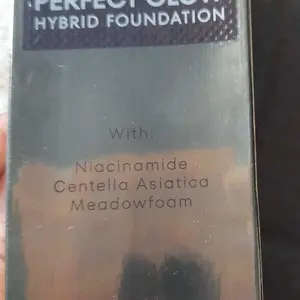 PERFECT GLOW
HYBRID FOUNDATION
With:
Niacinamide
Centella Asiatica
Meadowfoam